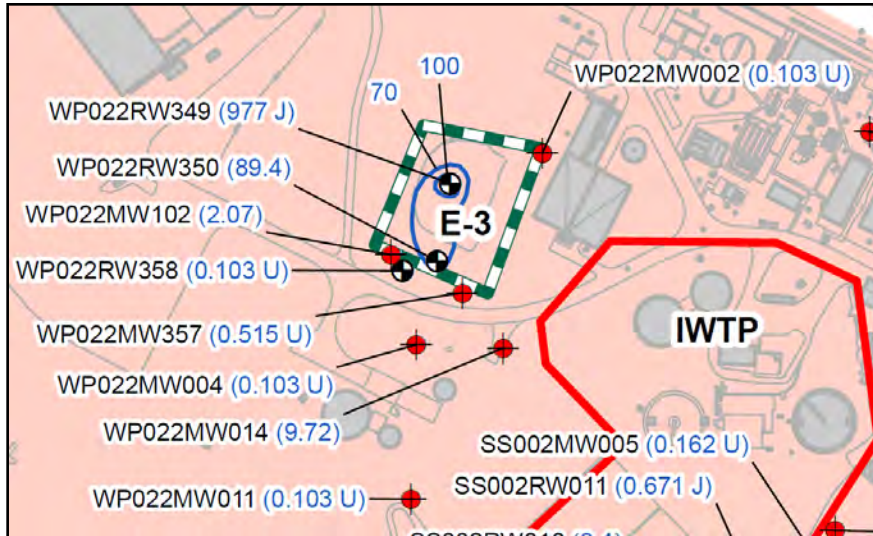 100
70
WP022MW002 (0.103 U)
WP022RW349 (977 J)
WP022RW350 (89.4)
WP022MW102 (2.07)
E-3
WP022RW358 (0.103 U)
WP022MW357 (0.515 U)
IWTP
WP022MW004 (0.103 U)
WP022MW014 (9.72)
SS002MW005 (0.162 U)
SS002RW011 (0.671 J)
WP022MW011 (0.103 U)